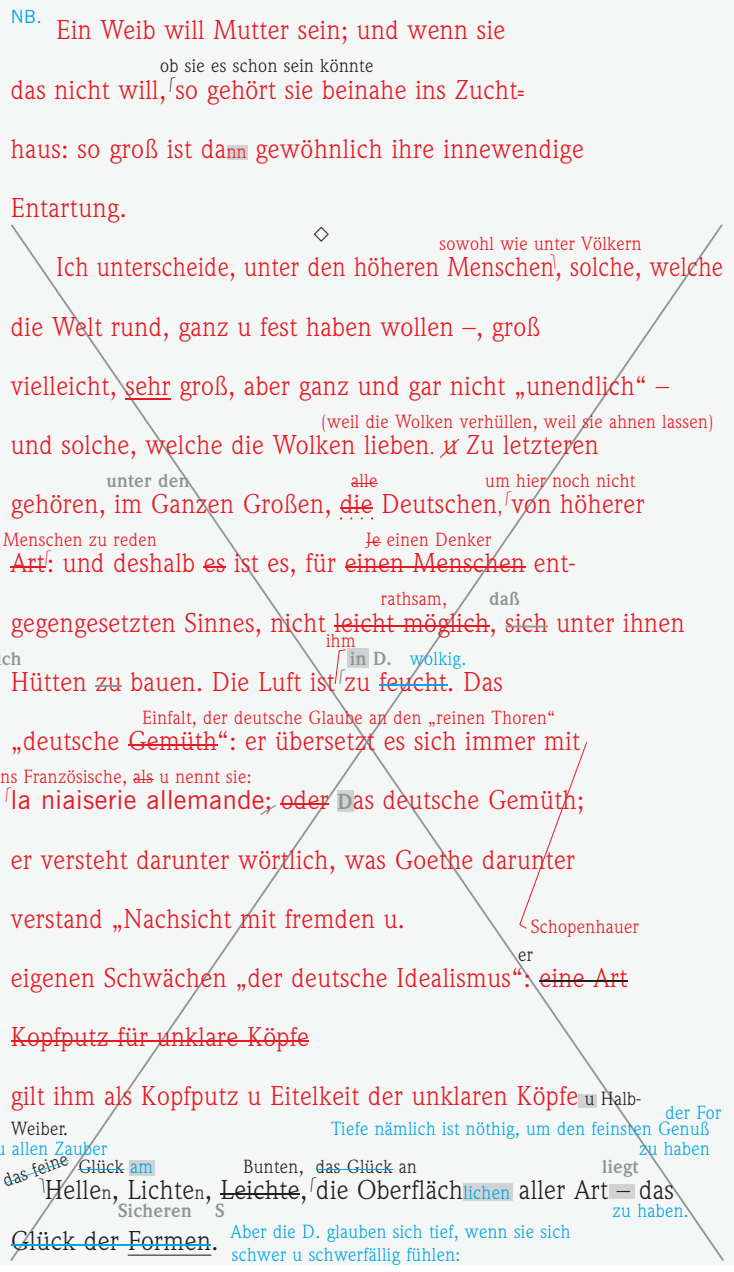 NB.
Ein Weib will Mutter sein; und wenn sie
ob sie es schon sein könnte
das nicht will, so gehört sie beinahe ins Zucht=
haus: so groß ist dann gewöhnlich ihre innewendige
Entartung.
sowohl wie unter Völkern
Ich unterscheide, unter den höheren Menschen, solche, welche
die Welt rund, ganz u fest haben wollen –, groß
vielleicht, sehr groß, aber ganz und gar nicht „unendlich“ –
(weil die Wolken verhüllen, weil sie ahnen lassen)
und solche, welche die Wolken lieben. u Zu letzteren
unter den alle um hier noch nicht
gehören, im Ganzen Großen, die Deutschen, von höherer
Menschen zu reden Je einen Denker
Art: und deshalb es ist es, für einen Menschen ent-
rathsam, daß
gegengesetzten Sinnes, nicht leicht möglich, sich unter ihnen
ich ihm in D. wolkig.
Hütten zu bauen. Die Luft ist zu feucht. Das
Einfalt, der deutsche Glaube an den „reinen Thoren“
„deutsche Gemüth“: er übersetzt es sich immer mit
ns Französische, als u nennt sie:
la niaiserie allemande; oder Das deutsche Gemüth;
er versteht darunter wörtlich, was Goethe darunter
verstand „Nachsicht mit fremden u.
Schopenhauer
er
eigenen Schwächen „der deutsche Idealismus“: eine Art
Kopfputz für unklare Köpfe
gilt ihm als Kopfputz u Eitelkeit der unklaren Köpfe u Halb-
der For
Weiber. Tiefe nämlich ist nöthig, um den feinsten Genuß
u allen Zauber zu haben
das feine Glück am Bunten, das Glück an liegt
Hellen, Lichten, Leichte, die Oberflächlichen aller Art – das
Sicheren S zu haben.
Glück der Formen. Aber die D. glauben sich tief, wenn sie sich
schwer u schwerfällig fühlen: